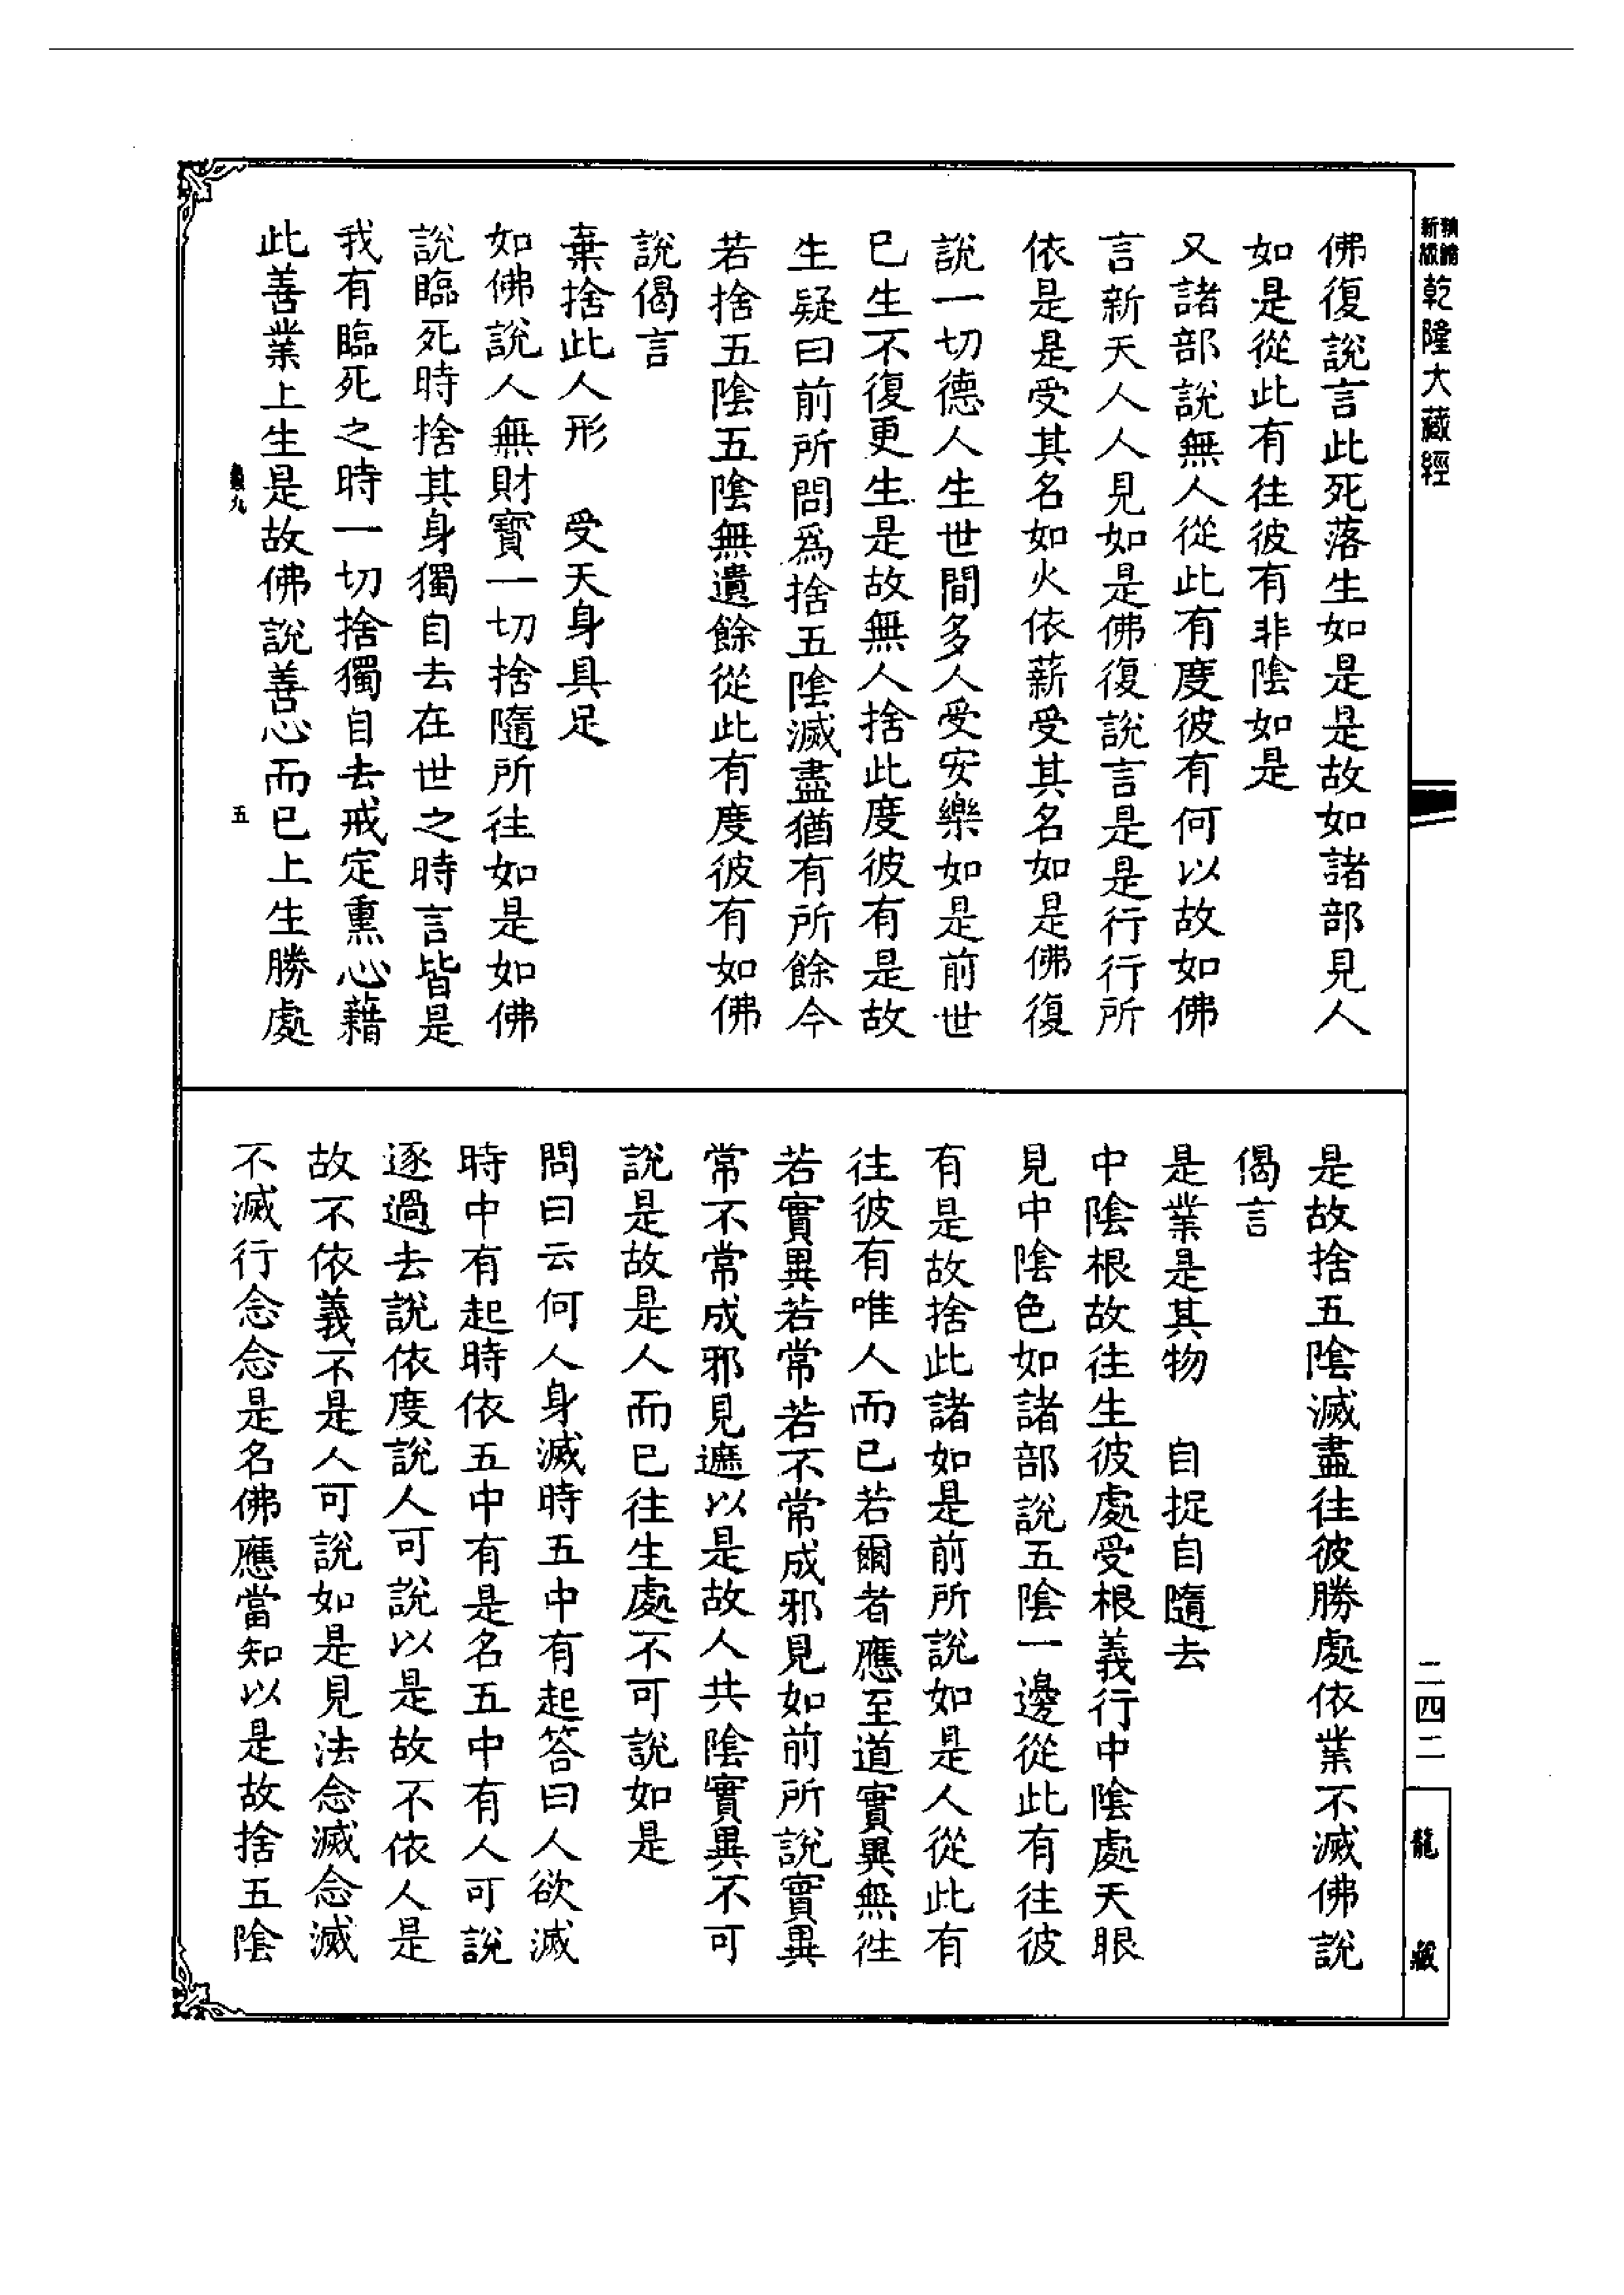 新版
乾隆大藏經
佛復說言此死落生如是是故如諸部見人
如是從此有往彼有非陰如是
又諸部說無人從此有度彼有何以故如佛
言新天人人見如是佛復說言是是行行所
依是是受其名如火依薪受其名如是佛復
說一切德人生世間多人受安樂如是前世
已生不復更生是故無人捨此度彼有是故
生疑曰前所問為捨五陰滅盡猶有所餘今
若捨五陰五陰無遺餘從此有度彼有如佛
說偈言
棄捨此人形　受天身具足
如佛說人無財寶一切捨隨所往如是如佛
說臨死時捨其身獨自去在世之時言皆是
我有臨死之時一切捨獨自去戒定熏心藉
此善業上生是故佛說善心而已上生勝處
九
五
是故捨五陰滅盡往彼勝處依業不滅佛說
偈言
是業是其物　自捉自隨去
中陰根故往生彼處受根義行中陰處天眼
見中陰色如諸部說五陰一邊從此有往彼
有是故捨此諸如是前所說如是人從此有
往彼有唯人而已若爾者應至道實異無往
若實異若常若不常成邪見如前所說實異
常不常成邪見遮以是故人共陰實異不可
說是故是人而已往生處不可說如是
問曰云何人身滅時五中有起答曰人欲滅
時中有起時依五中有是名五中有人可說
逐過去說依度說人可說以是故不依人是
故不依義不是人可說如是見法念滅念滅
不滅行念念是名佛應當知以是故捨五陰
二四二
龍藏